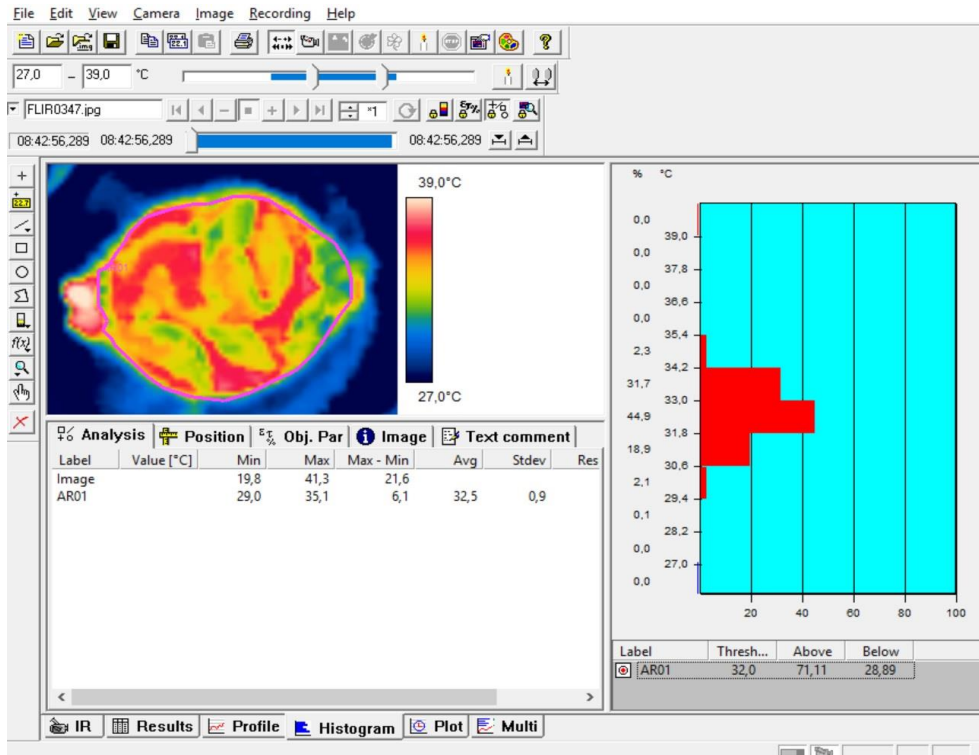 File Edit View Camera Image Recording Help
27,0 – 39,0 °C
FLIR0347.jpg ×1
08:42:56,289 08:42:56,289 08:42:56,289
39,0°C
27,0°C
Analysis Position Obj. Par Image Text comment
Label Value [°C] Min Max Max - Min Avg Stdev Res
Image 19,8 41,3 21,6
AR01 29,0 35,1 6,1 32,5 0,9
IR Results Profile Histogram Plot Multi
% °C
0,0
39,0
0,0
37,8
0,0
36,6
0,0
35,4
2,3
34,2
31,7
33,0
44,9
31,8
18,9
30,6
2,1
29,4
0,1
28,2
0,0
27,0
0,0
20 40 60 80 100
Label Thresh... Above Below
AR01 32,0 71,11 28,89